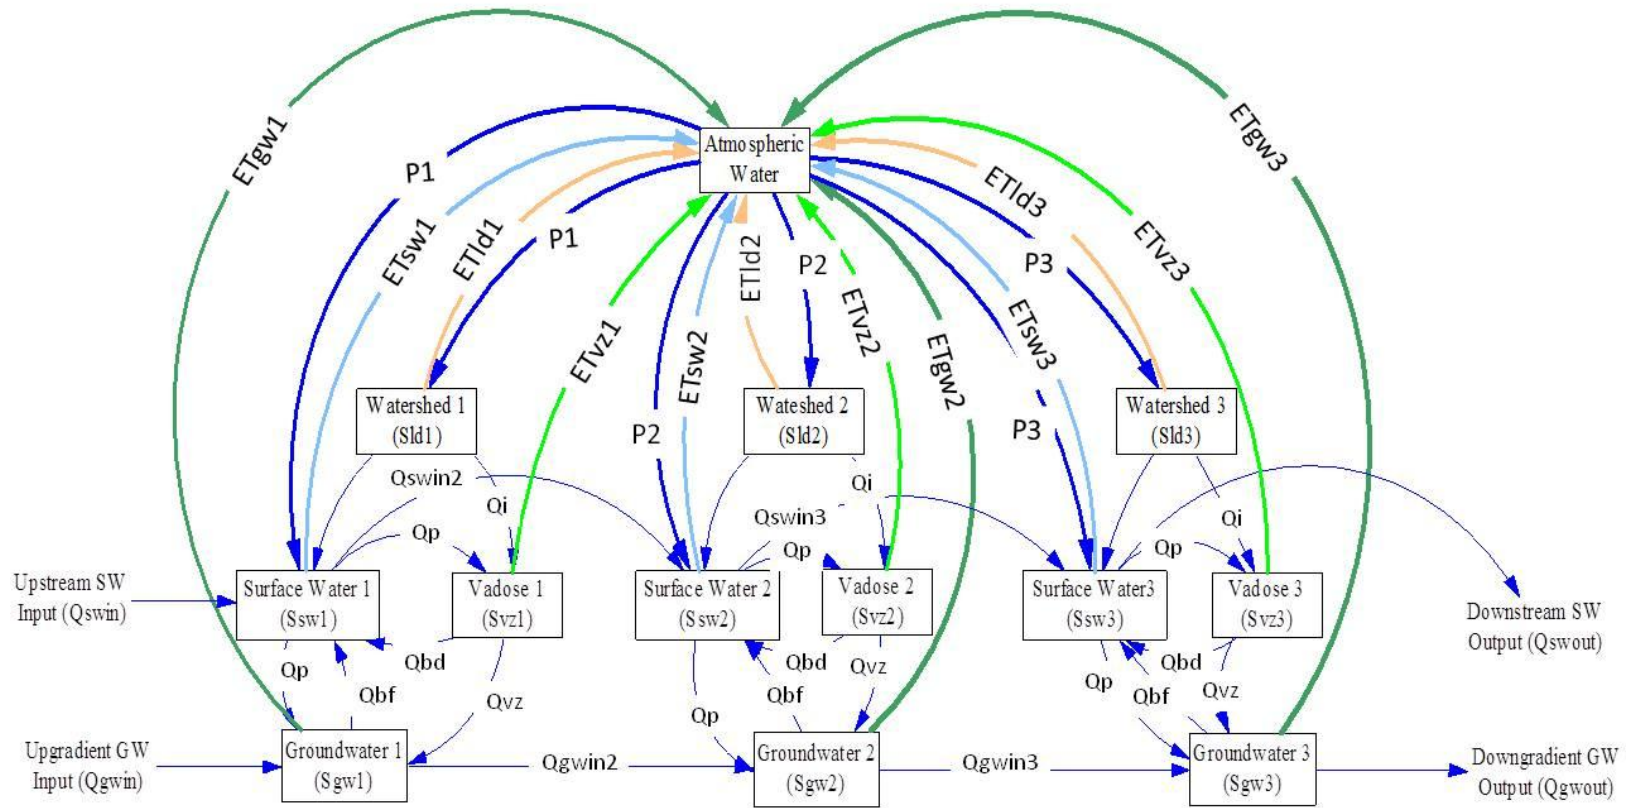 Atmospheric
Water
ETgw1
P1
ETsw1
ETld1
P1
ETvz1
P2
ETsw2
ETld2
P2
ETvz2
ETgw2
P3
ETsw3
P3
ETld3
ETvz3
ETgw3
Watershed 1
(Sld1)
Wateshed 2
(Sld2)
Watershed 3
(Sld3)
Qswin2
Qi
Qp
Qswin3
Qi
Qp
Qi
Qp
Upstream SW
Input (Qswin)
Surface Water 1
(Ssw1)
Vadose 1
(Svz1)
Surface Water 2
(Ssw2)
Vadose 2
(Svz2)
Surface Water3
(Ssw3)
Vadose 3
(Svz3)
Downstream SW
Output (Qswout)
Qp
Qbf
Qbd
Qvz
Qp
Qbf
Qbd
Qvz
Qp
Qbf
Qbd
Qvz
Upgradient GW
Input (Qgwin)
Groundwater 1
(Sgw1)
Qgwin2
Groundwater 2
(Sgw2)
Qgwin3
Groundwater 3
(Sgw3)
Downgradient GW
Output (Qgwout)